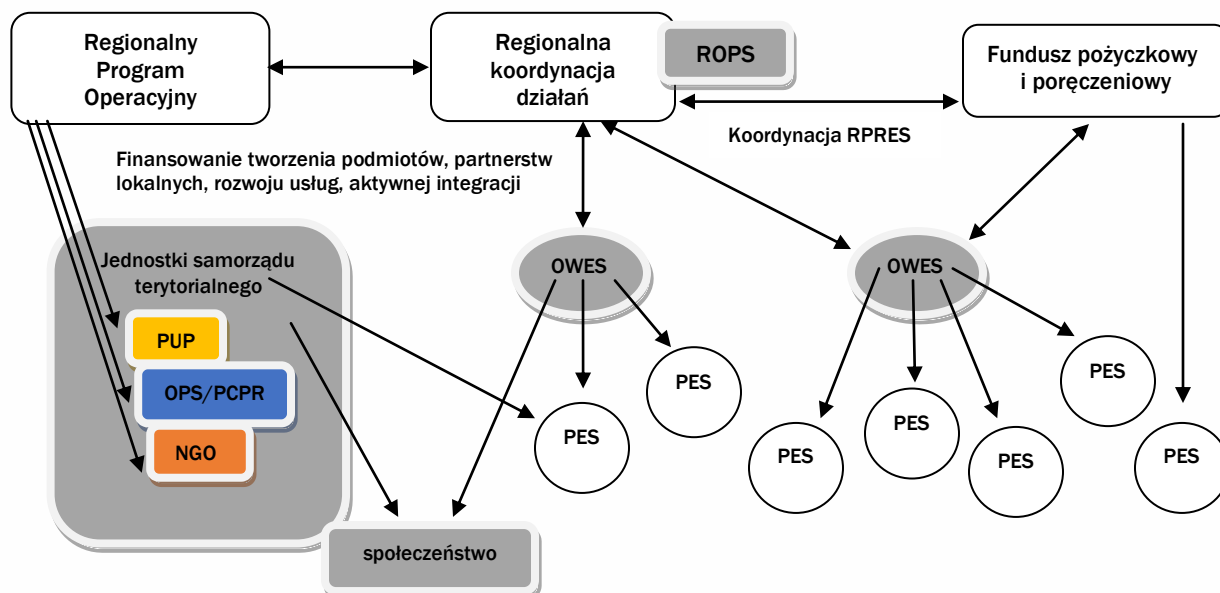 Regionalny
Program
Operacyjny
Regionalna
koordynacja
działań
ROPS
Fundusz pożyczkowy
i poręczeniowy
Koordynacja RPRES
Finansowanie tworzenia podmiotów, partnerstw
lokalnych, rozwoju usług, aktywnej integracji
Jednostki samorządu
terytorialnego
PUP
OPS/PCPR
NGO
OWES
OWES
PES
PES
PES
PES
PES
PES
PES
społeczeństwo